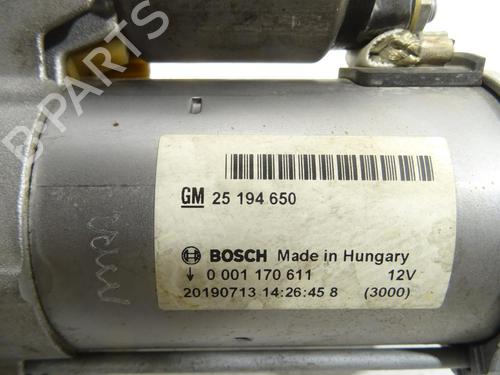 B-PARTS
GM 25 194 650
BOSCH Made in Hungary
↓ 0 001 170 611 12V
20190713 14:26:45 8 (3000)